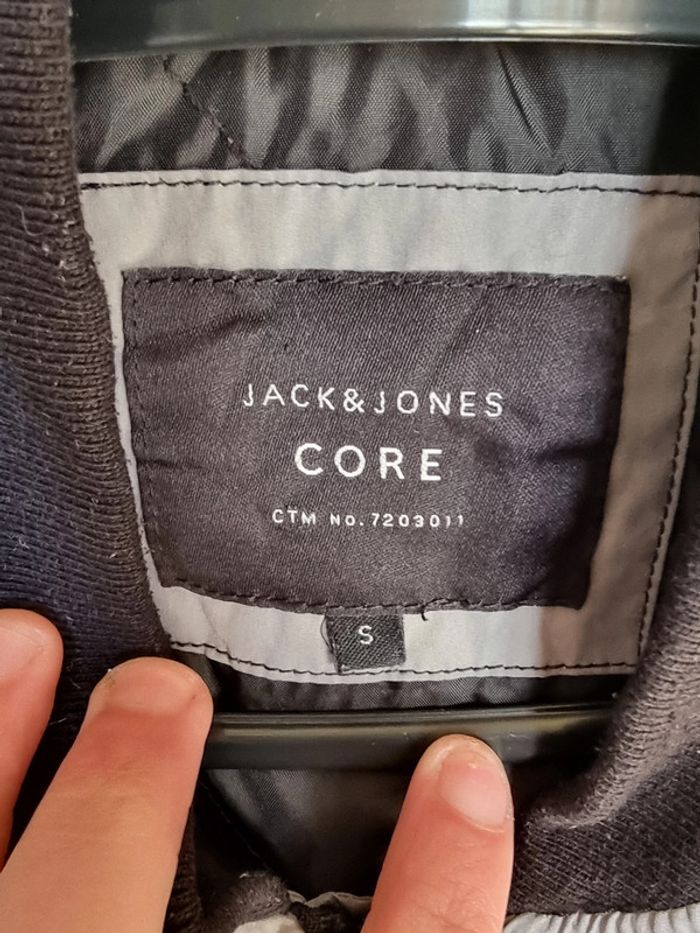 JACK&JONES
CORE
CTM NO. 7203011
S